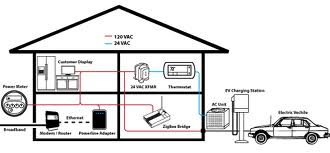 120 VAC
24 VAC
Customer Display
Power Meter
24 VAC XFMR
Thermostat
EV Charging Station
AC Unit
Ethernet
Electric Vechile
Broadband
Modem / Router
Powerline Adapter
ZigBee Bridge